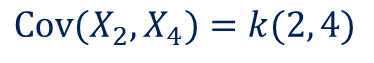 Cov(X₂, X₄) = k(2, 4)